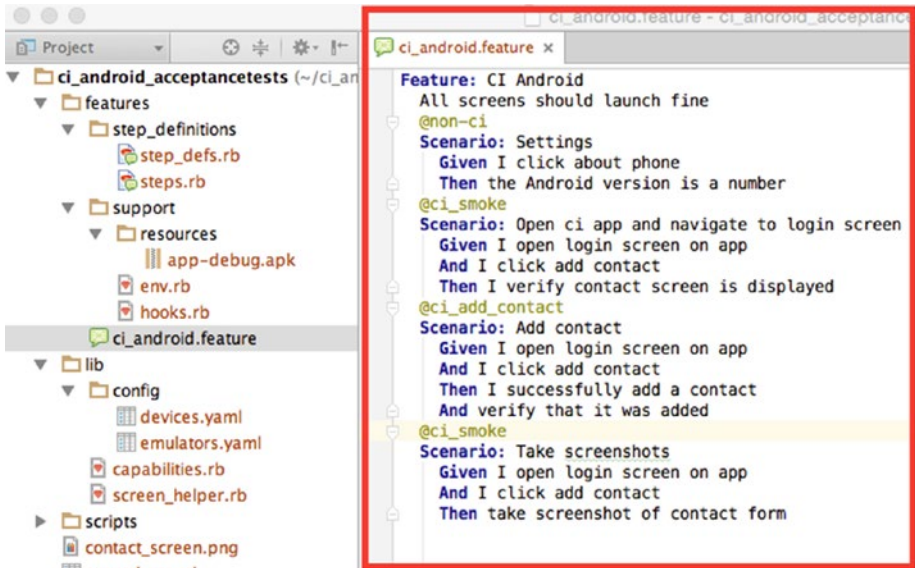 ci_android.feature - ci_android_acceptance
Project
ci_android.feature
ci_android_acceptancetests (~/ci_an
features
step_definitions
step_defs.rb
steps.rb
support
resources
app-debug.apk
env.rb
hooks.rb
ci_android.feature
lib
config
devices.yaml
emulators.yaml
capabilities.rb
screen_helper.rb
scripts
contact_screen.png
Feature: CI Android
All screens should launch fine
@non-ci
Scenario: Settings
Given I click about phone
Then the Android version is a number
@ci_smoke
Scenario: Open ci app and navigate to login screen
Given I open login screen on app
And I click add contact
Then I verify contact screen is displayed
@ci_add_contact
Scenario: Add contact
Given I open login screen on app
And I click add contact
Then I successfully add a contact
And verify that it was added
@ci_smoke
Scenario: Take screenshots
Given I open login screen on app
And I click add contact
Then take screenshot of contact form